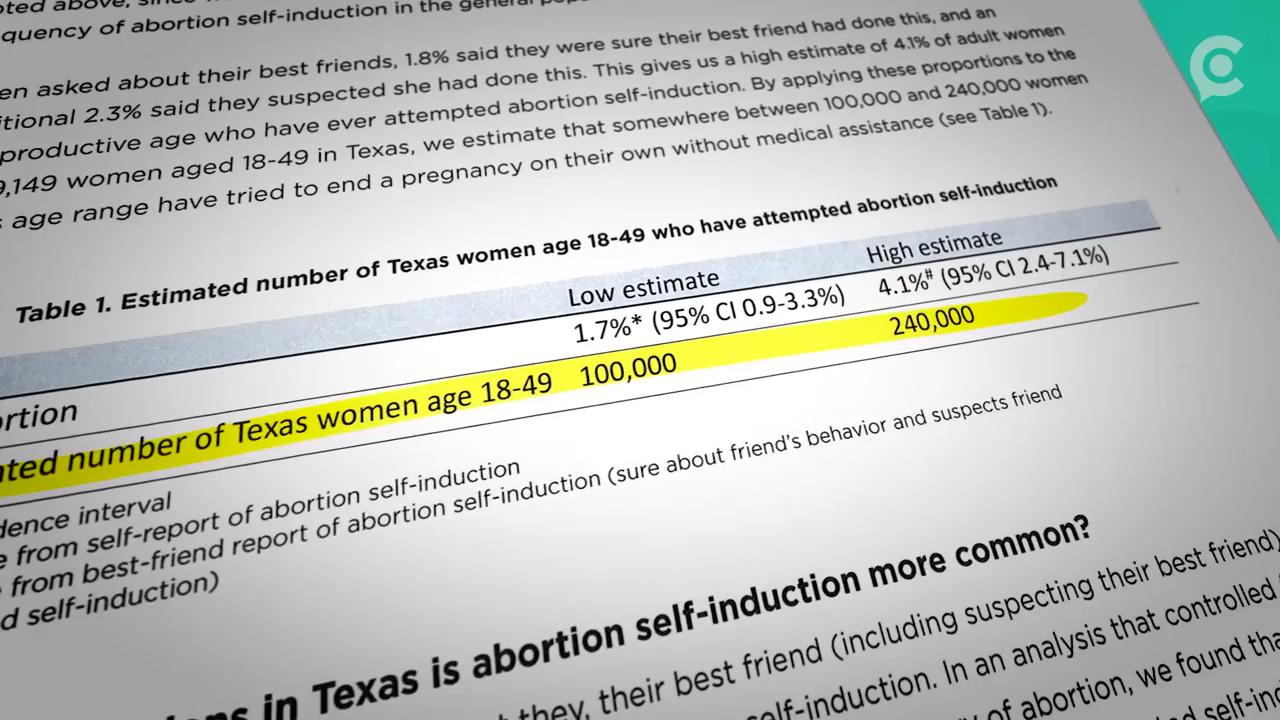 quency of abortion self-induction in the general
en asked about their best friends, 1.8% said they were sure their best friend had done this, and an
itional 2.3% said they suspected she had done this. This gives us a high estimate of 4.1% of adult women
productive age who have ever attempted abortion self-induction. By applying these proportions to the
9,149 women aged 18-49 in Texas, we estimate that somewhere between 100,000 and 240,000 women
s age range have tried to end a pregnancy on their own without medical assistance (see Table 1).
Table 1. Estimated number of Texas women age 18-49 who have attempted abortion self-induction
Low estimate High estimate
1.7%* (95% CI 0.9-3.3%) 4.1%# (95% CI 2.4-7.1%)
ortion
ated number of Texas women age 18-49 100,000 240,000
dence interval
e from self-report of abortion self-induction
from best-friend report of abortion self-induction (sure about friend's behavior and suspects friend
d self-induction)
ons in Texas is abortion self-induction more common?
they, their best friend (including suspecting their best friend)
self-induction. In an analysis that controlled
y of abortion, we found tha
ed self-ind